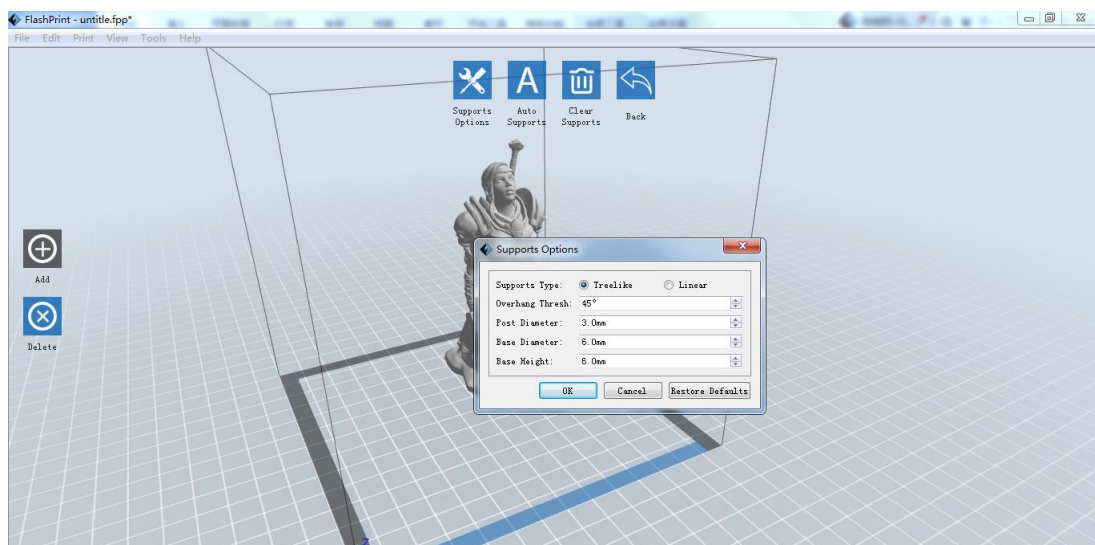 FlashPrint - untitle.fpp*
File Edit Print View Tools Help
Supports Options
Auto Supports
Clear Supports
Back
Add
Delete
Supports Options
Supports Type: Treelike Linear
Overhang Thresh: 45°
Post Diameter: 3.0mm
Base Diameter: 6.0mm
Base Height: 6.0mm
OK Cancel Restore Defaults
z